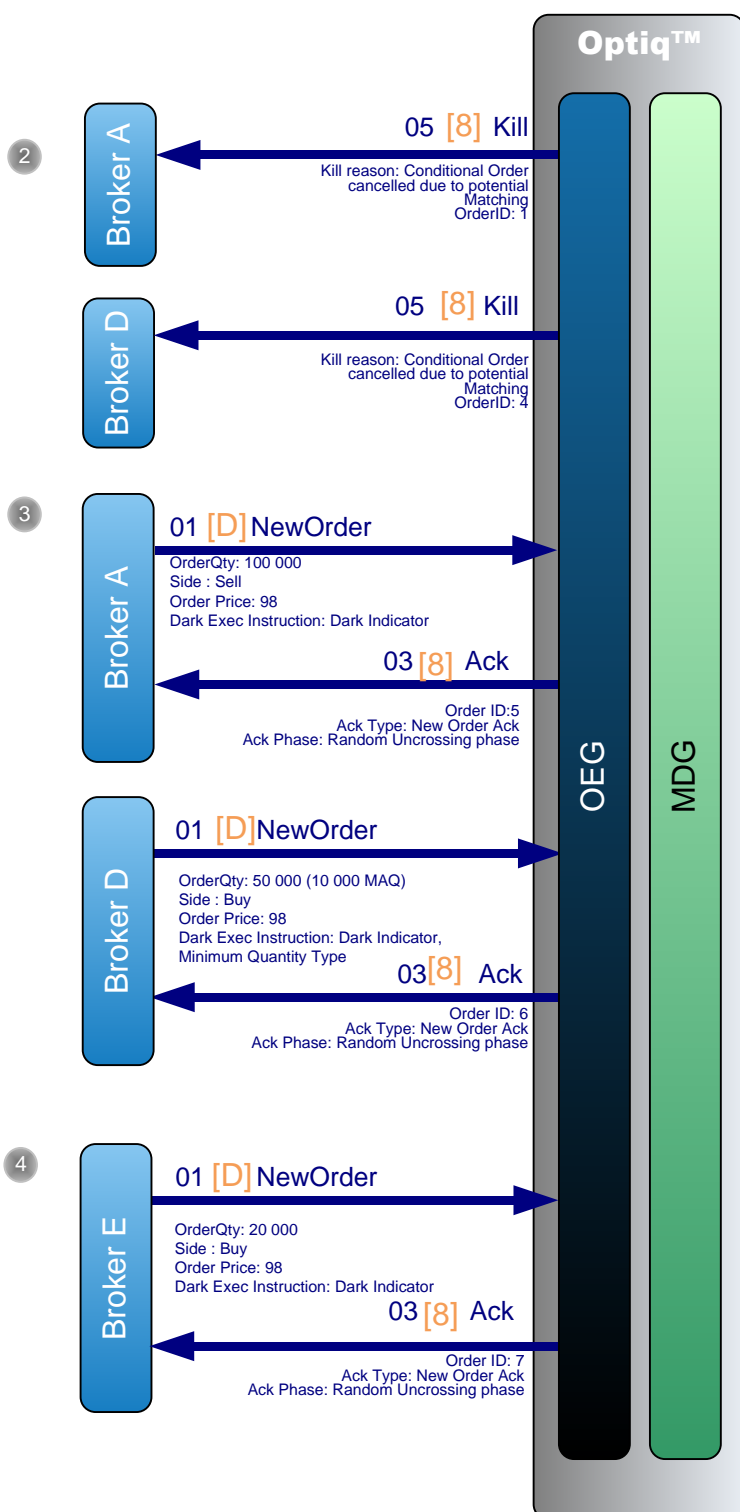 Optiq™
2
Broker A
05 [8] Kill
Kill reason: Conditional Order
cancelled due to potential
Matching
OrderID: 1
Broker D
05 [8] Kill
Kill reason: Conditional Order
cancelled due to potential
Matching
OrderID: 4
3
Broker A
01 [D] NewOrder
OrderQty: 100 000
Side : Sell
Order Price: 98
Dark Exec Instruction: Dark Indicator
03 [8] Ack
Order ID:5
Ack Type: New Order Ack
Ack Phase: Random Uncrossing phase
OEG
MDG
Broker D
01 [D] NewOrder
OrderQty: 50 000 (10 000 MAQ)
Side : Buy
Order Price: 98
Dark Exec Instruction: Dark Indicator,
Minimum Quantity Type
03 [8] Ack
Order ID: 6
Ack Type: New Order Ack
Ack Phase: Random Uncrossing phase
4
Broker E
01 [D] NewOrder
OrderQty: 20 000
Side : Buy
Order Price: 98
Dark Exec Instruction: Dark Indicator
03 [8] Ack
Order ID: 7
Ack Type: New Order Ack
Ack Phase: Random Uncrossing phase